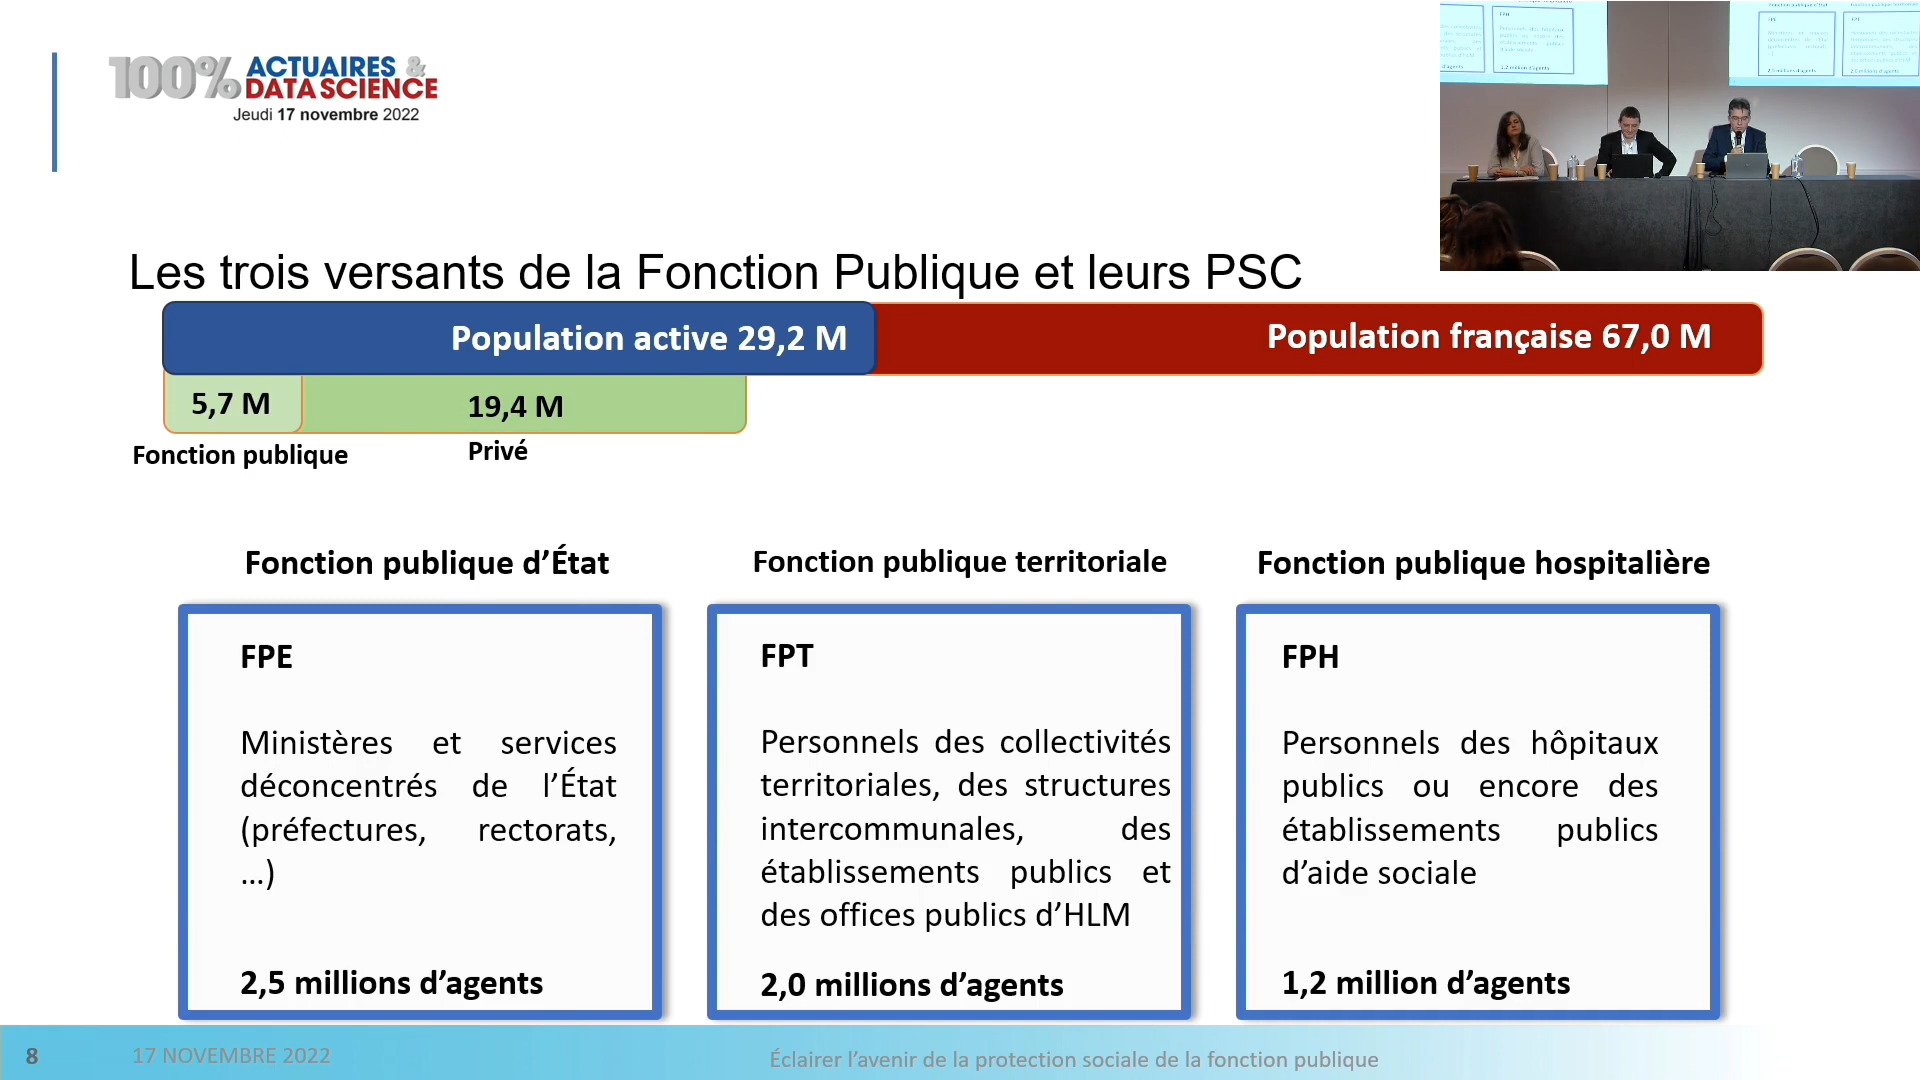 100% ACTUAIRES &
DATA SCIENCE
Jeudi 17 novembre 2022
Les trois versants de la Fonction Publique et leurs PSC
Population active 29,2 M
Population française 67,0 M
5,7 M
19,4 M
Fonction publique
Privé
Fonction publique d’État
FPE
Ministères et services
déconcentrés de l’État
(préfectures, rectorats,
...)
2,5 millions d’agents
Fonction publique territoriale
FPT
Personnels des collectivités
territoriales, des structures
intercommunales, des
établissements publics et
des offices publics d’HLM
2,0 millions d’agents
Fonction publique hospitalière
FPH
Personnels des hôpitaux
publics ou encore des
établissements publics
d’aide sociale
1,2 million d’agents
8
17 NOVEMBRE 2022
Éclairer l’avenir de la protection sociale de la fonction publique